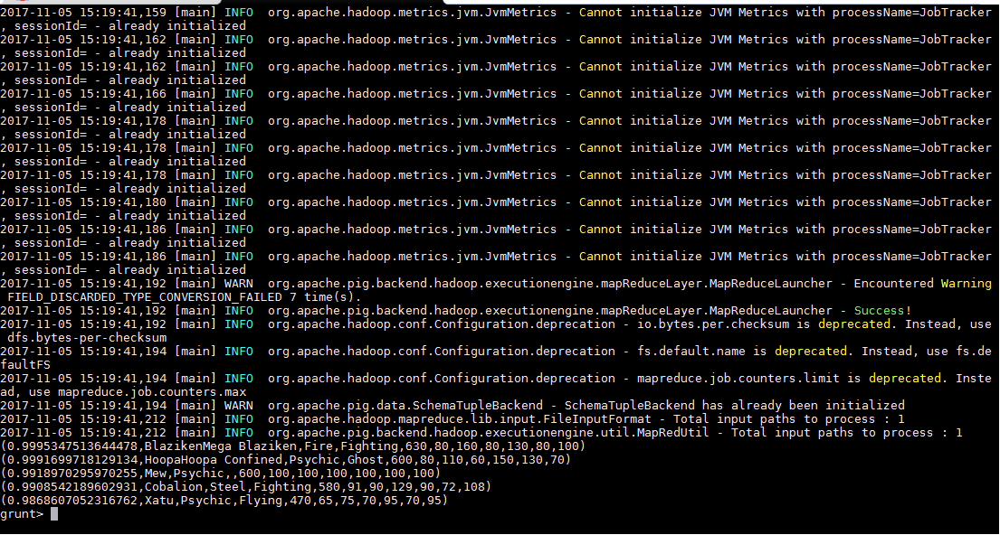 2017-11-05 15:19:41,159 [main] INFO  org.apache.hadoop.metrics.jvm.JvmMetrics - Cannot initialize JVM Metrics with processName=JobTracker
, sessionId= - already initialized
2017-11-05 15:19:41,162 [main] INFO  org.apache.hadoop.metrics.jvm.JvmMetrics - Cannot initialize JVM Metrics with processName=JobTracker
, sessionId= - already initialized
2017-11-05 15:19:41,162 [main] INFO  org.apache.hadoop.metrics.jvm.JvmMetrics - Cannot initialize JVM Metrics with processName=JobTracker
, sessionId= - already initialized
2017-11-05 15:19:41,166 [main] INFO  org.apache.hadoop.metrics.jvm.JvmMetrics - Cannot initialize JVM Metrics with processName=JobTracker
, sessionId= - already initialized
2017-11-05 15:19:41,178 [main] INFO  org.apache.hadoop.metrics.jvm.JvmMetrics - Cannot initialize JVM Metrics with processName=JobTracker
, sessionId= - already initialized
2017-11-05 15:19:41,178 [main] INFO  org.apache.hadoop.metrics.jvm.JvmMetrics - Cannot initialize JVM Metrics with processName=JobTracker
, sessionId= - already initialized
2017-11-05 15:19:41,178 [main] INFO  org.apache.hadoop.metrics.jvm.JvmMetrics - Cannot initialize JVM Metrics with processName=JobTracker
, sessionId= - already initialized
2017-11-05 15:19:41,180 [main] INFO  org.apache.hadoop.metrics.jvm.JvmMetrics - Cannot initialize JVM Metrics with processName=JobTracker
, sessionId= - already initialized
2017-11-05 15:19:41,186 [main] INFO  org.apache.hadoop.metrics.jvm.JvmMetrics - Cannot initialize JVM Metrics with processName=JobTracker
, sessionId= - already initialized
2017-11-05 15:19:41,186 [main] INFO  org.apache.hadoop.metrics.jvm.JvmMetrics - Cannot initialize JVM Metrics with processName=JobTracker
, sessionId= - already initialized
2017-11-05 15:19:41,192 [main] WARN  org.apache.pig.backend.hadoop.executionengine.mapReduceLayer.MapReduceLauncher - Encountered Warning
 FIELD_DISCARDED_TYPE_CONVERSION_FAILED 7 time(s).
2017-11-05 15:19:41,192 [main] INFO  org.apache.pig.backend.hadoop.executionengine.mapReduceLayer.MapReduceLauncher - Success!
2017-11-05 15:19:41,192 [main] INFO  org.apache.hadoop.conf.Configuration.deprecation - io.bytes.per.checksum is deprecated. Instead, use
 dfs.bytes-per-checksum
2017-11-05 15:19:41,194 [main] INFO  org.apache.hadoop.conf.Configuration.deprecation - fs.default.name is deprecated. Instead, use fs.de
faultFS
2017-11-05 15:19:41,194 [main] INFO  org.apache.hadoop.conf.Configuration.deprecation - mapreduce.job.counters.limit is deprecated. Inste
ad, use mapreduce.job.counters.max
2017-11-05 15:19:41,194 [main] WARN  org.apache.pig.data.SchemaTupleBackend - SchemaTupleBackend has already been initialized
2017-11-05 15:19:41,212 [main] INFO  org.apache.hadoop.mapreduce.lib.input.FileInputFormat - Total input paths to process : 1
2017-11-05 15:19:41,212 [main] INFO  org.apache.pig.backend.hadoop.executionengine.util.MapRedUtil - Total input paths to process : 1
(0.9995347513644478,BlazikenMega Blaziken,Fire,Fighting,630,80,160,80,130,80,100)
(0.9991699718129134,HoopaHoopa Confined,Psychic,Ghost,600,80,110,60,150,130,70)
(0.9918970295970255,Mew,Psychic,,600,100,100,100,100,100,100)
(0.9908542189602931,Cobalion,Steel,Fighting,580,91,90,129,90,72,108)
(0.9868607052316762,Xatu,Psychic,Flying,470,65,75,70,95,70,95)
grunt>